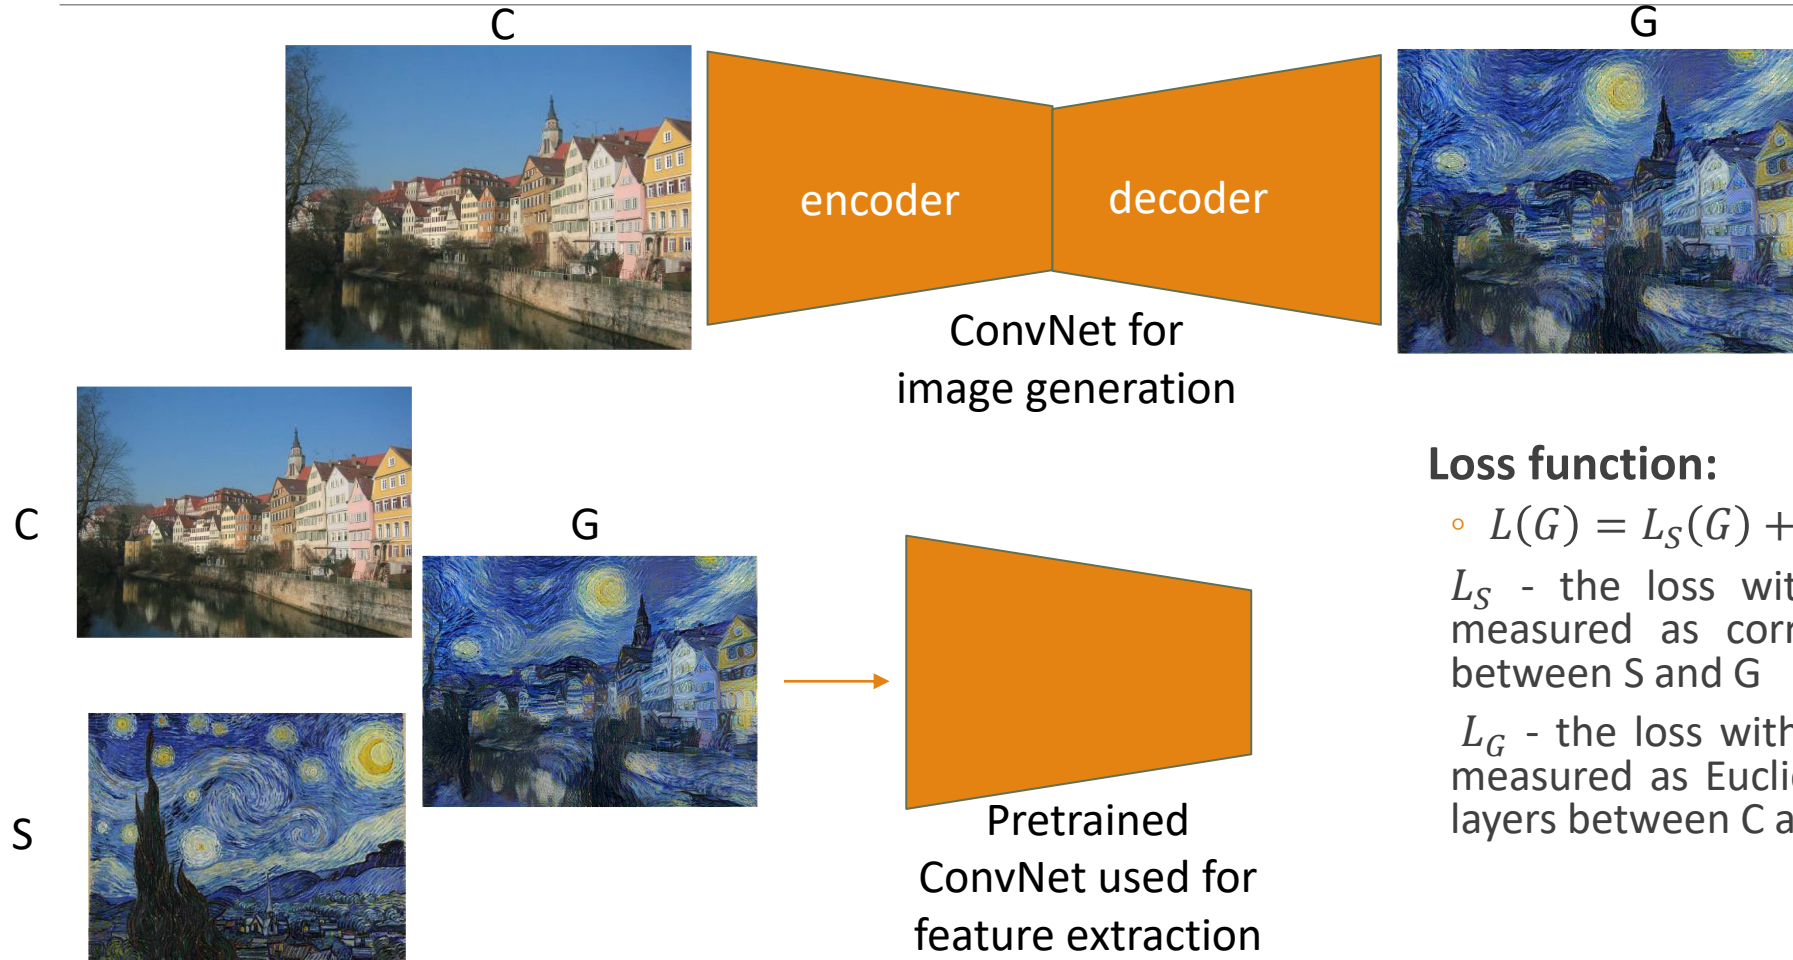 C
G
encoder
decoder
ConvNet for
image generation
C
G
S
Pretrained
ConvNet used for
feature extraction
Loss function:
∘ L(G) = L_S(G) +
L_S - the loss
measured as
between S and G
L_G - the loss with
measured as
layers between C